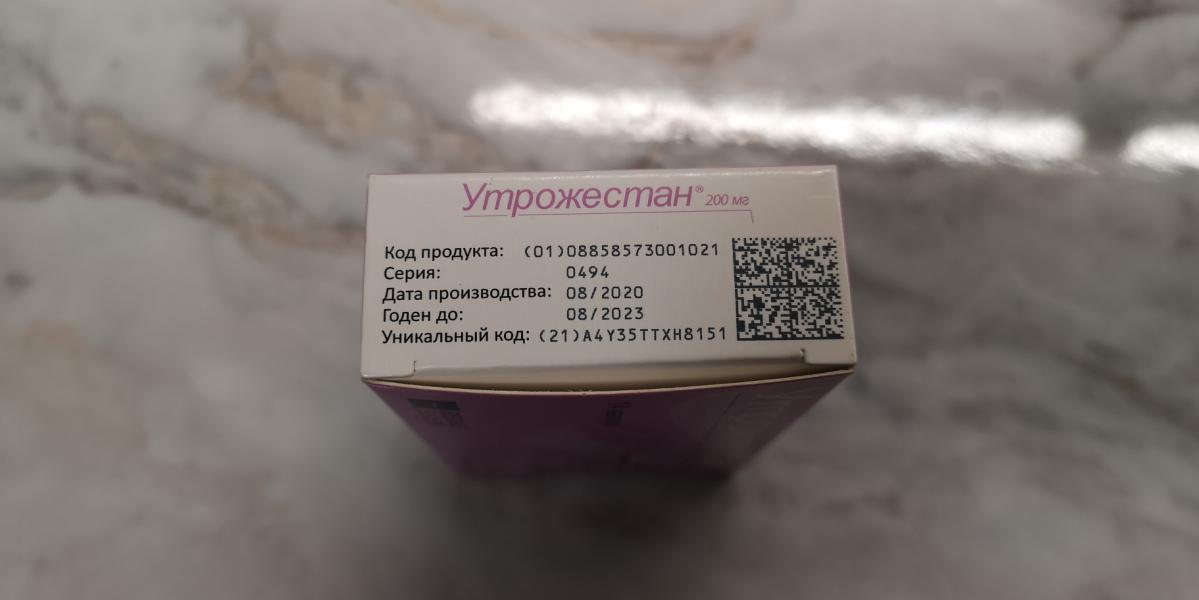 Утрожестан® 200 мг
Код продукта: (01)08858573001021
Серия: 0494
Дата производства: 08/2020
Годен до: 08/2023
Уникальный код: (21)A4Y35TTXH8151